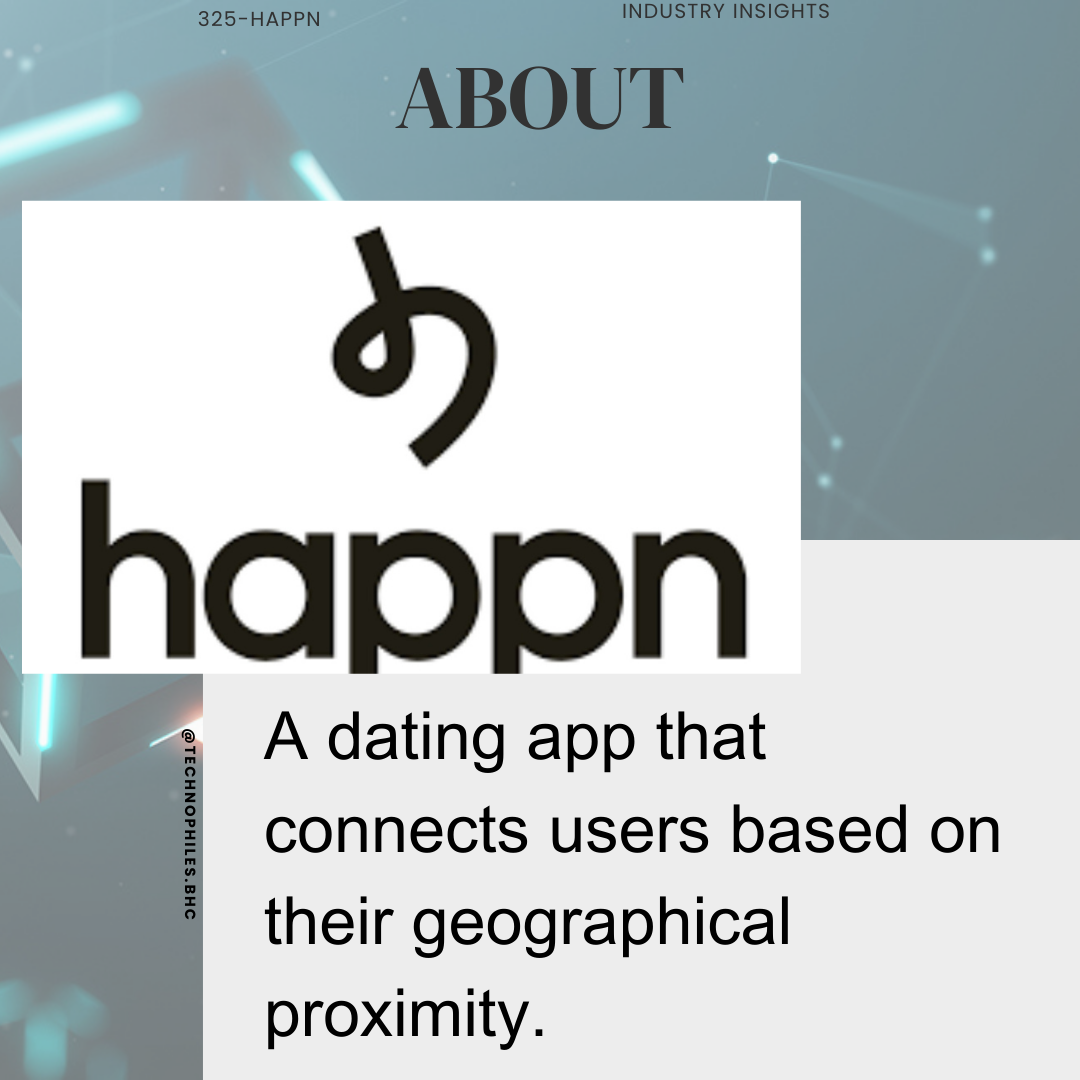 325-HAPPN
INDUSTRY INSIGHTS
ABOUT
happn
@TECHNOPHILES.BHC
A dating app that
connects users based on
their geographical
proximity.